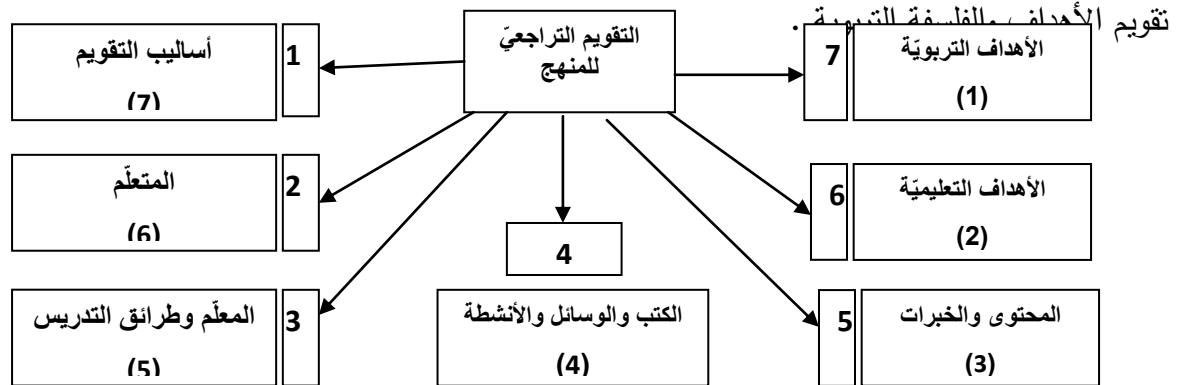 تقويم الأهداف والفلسفة التربوية .
التقويم التراجعيّ
للمنهج
الأهداف التربويّة
(1)
7
1
أساليب التقويم
(7)
الأهداف التعليميّة
(2)
6
2
المتعلّم
(6)
4
المحتوى والخبرات
(3)
5
الكتب والوسائل والأنشطة
(4)
3
المعلّم وطرائق التدريس
(5)